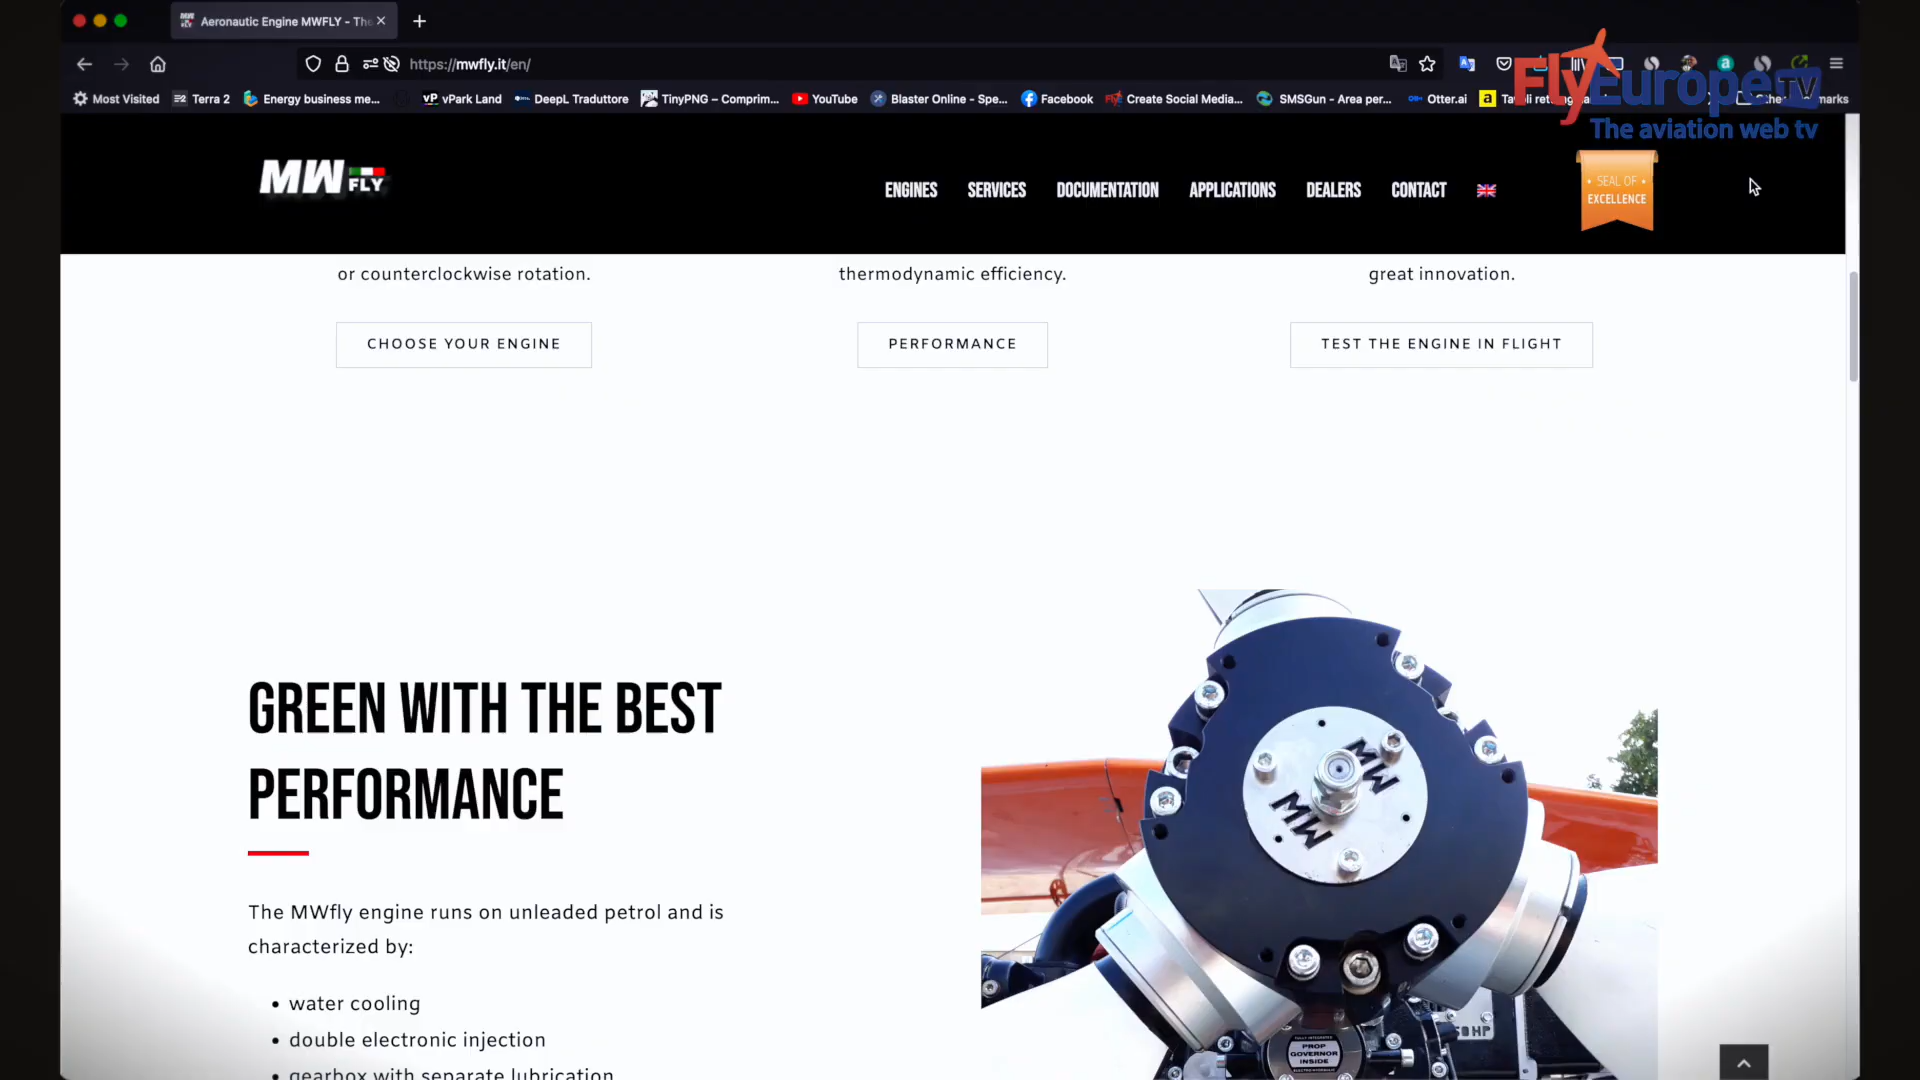 Aeronautic Engine MWFLY - The
https://mwfly.it/en/
Most Visited
Terra 2
Energy business me...
vPark Land
DeepL Traduttore
TinyPNG – Comprim...
YouTube
Blaster Online - Spe...
Facebook
Create Social Media...
SMSGun - Area per...
Otter.ai
FlyEurope TV
The aviation web tv
MW FLY
ENGINES
SERVICES
DOCUMENTATION
APPLICATIONS
DEALERS
CONTACT
SEAL OF
EXCELLENCE
or counterclockwise rotation.
thermodynamic efficiency.
great innovation.
CHOOSE YOUR ENGINE
PERFORMANCE
TEST THE ENGINE IN FLIGHT
GREEN WITH THE BEST
PERFORMANCE
The MWfly engine runs on unleaded petrol and is
characterized by:
• water cooling
• double electronic injection
• gearbox with separate lubrication
MW
MW
PROP
GOVERNOR
INSIDE
HP